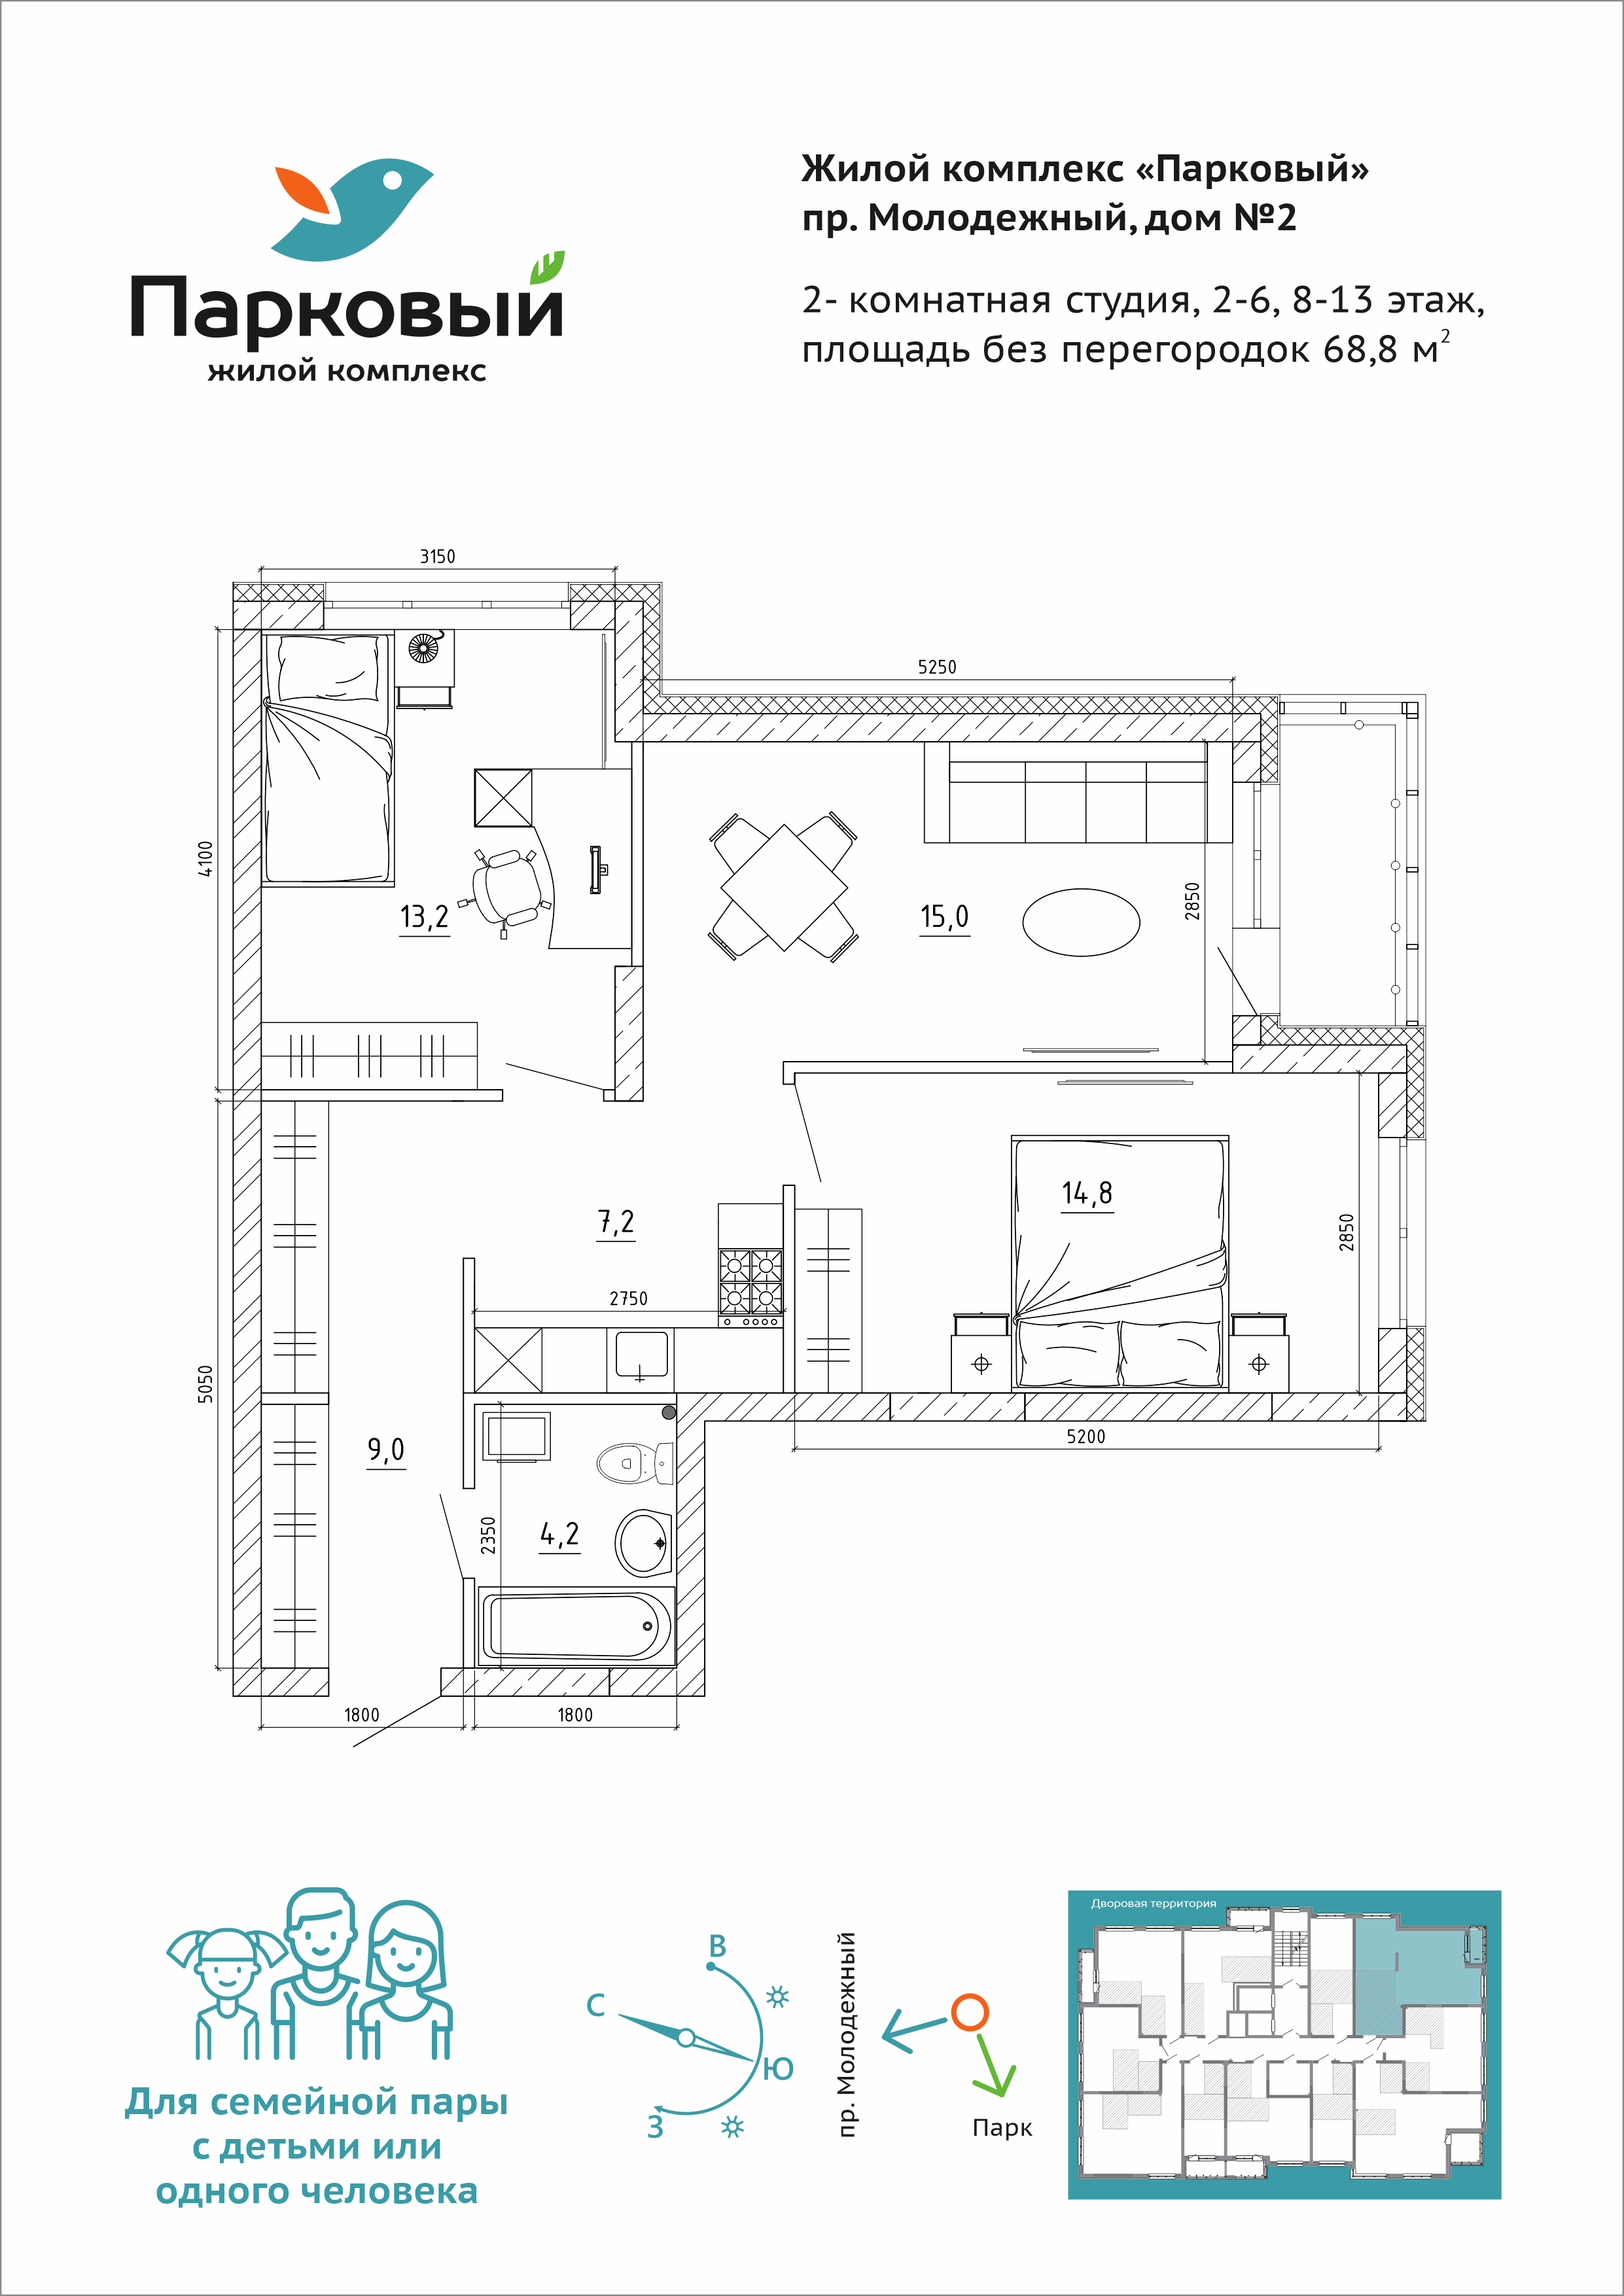 Парковый
жилой комплекс
Жилой комплекс «Парковый»
пр. Молодежный, дом №2
2- комнатная студия, 2-6, 8-13 этаж,
площадь без перегородок 68,8 м²
3150
5250
4100
13,2
15,0
2850
14,8
7,2
2850
2750
5050
9,0
5200
2350
4,2
1800
1800
Для семейной пары
с детьми или
одного человека
В
С
Ю
З
пр. Молодежный
Парк
Дворовая территория